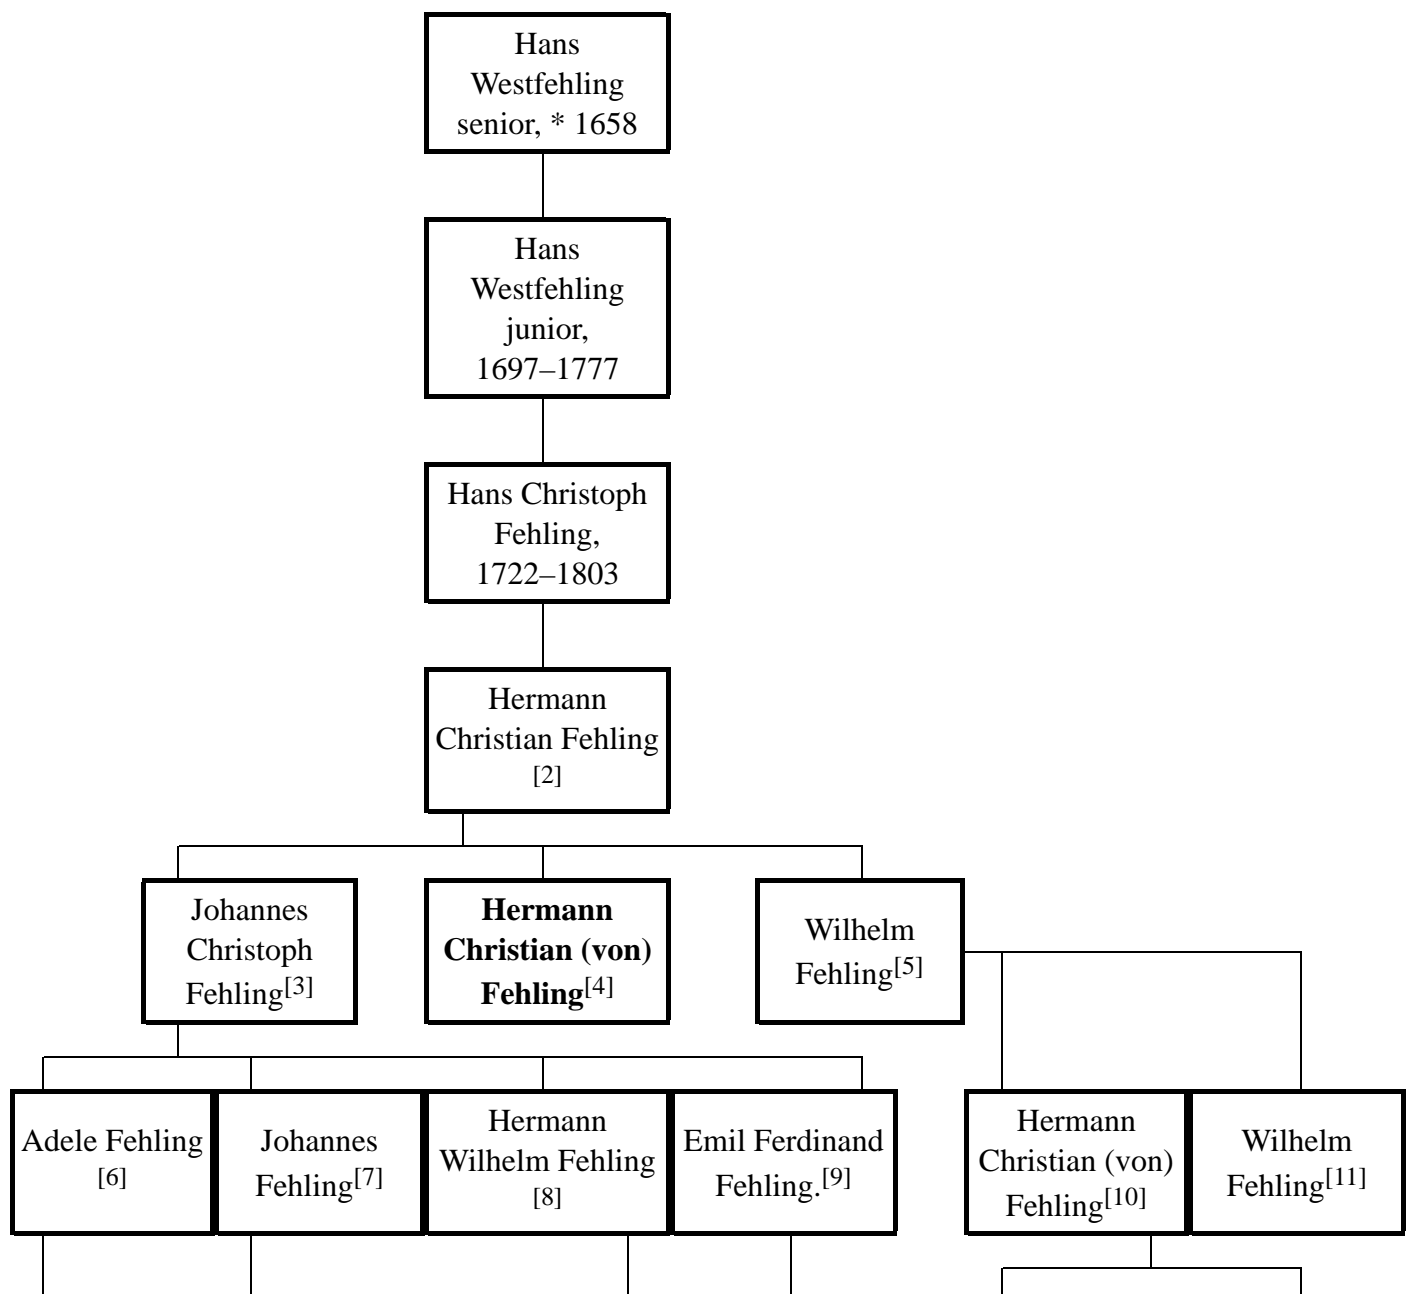 Hans
Westfehling
senior, * 1658
Hans
Westfehling
junior,
1697–1777
Hans Christoph
Fehling,
1722–1803
Hermann
Christian Fehling
[2]
Johannes
Christoph
Fehling[3]
Hermann
Christian (von)
Fehling[4]
Wilhelm
Fehling[5]
Adele Fehling
[6]
Johannes
Fehling[7]
Hermann
Wilhelm Fehling
[8]
Emil Ferdinand
Fehling.[9]
Hermann
Christian (von)
Fehling[10]
Wilhelm
Fehling[11]